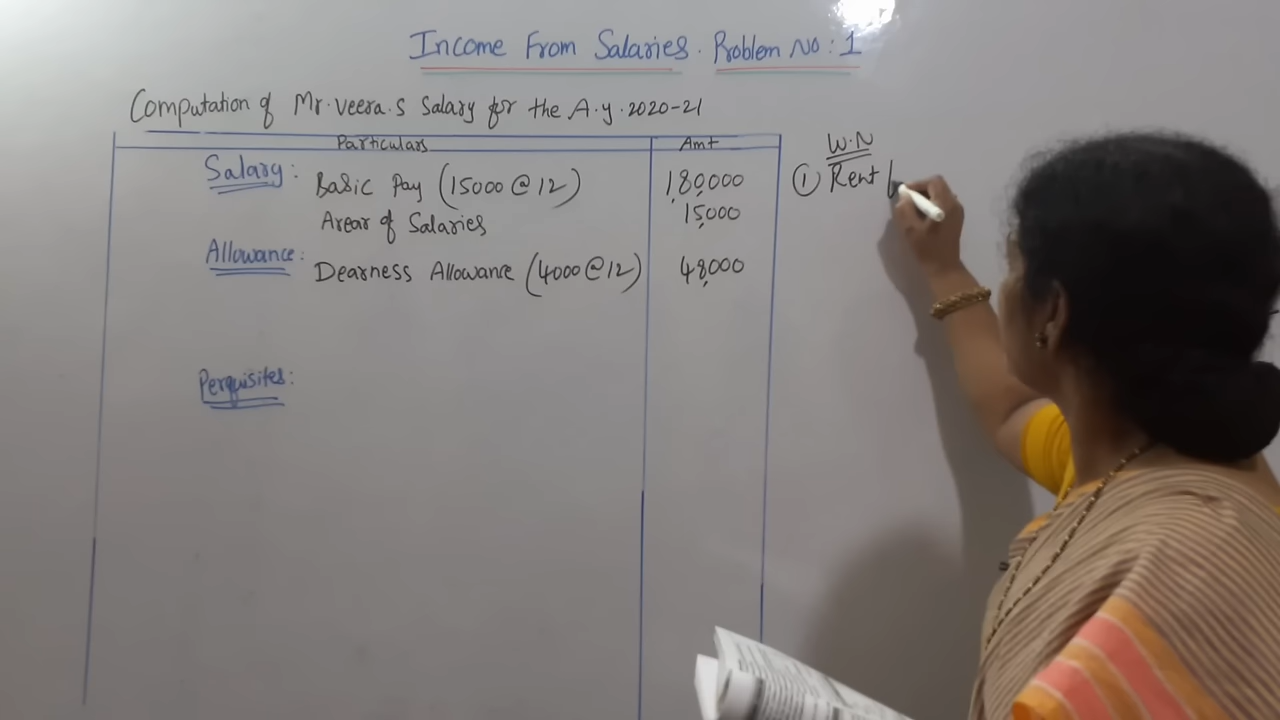 Income From Salaries. Problem No: 1
Computation of Mr. Veera.S Salary for the A.y. 2020-21
Particulars Amt
Salary: Basic Pay (15000 @ 12) 1,80,000
Arear of Salaries 15,000
Allowance: Dearness Allowance (4000 @ 12) 48,000
Perquisites:
W.N
① Rent